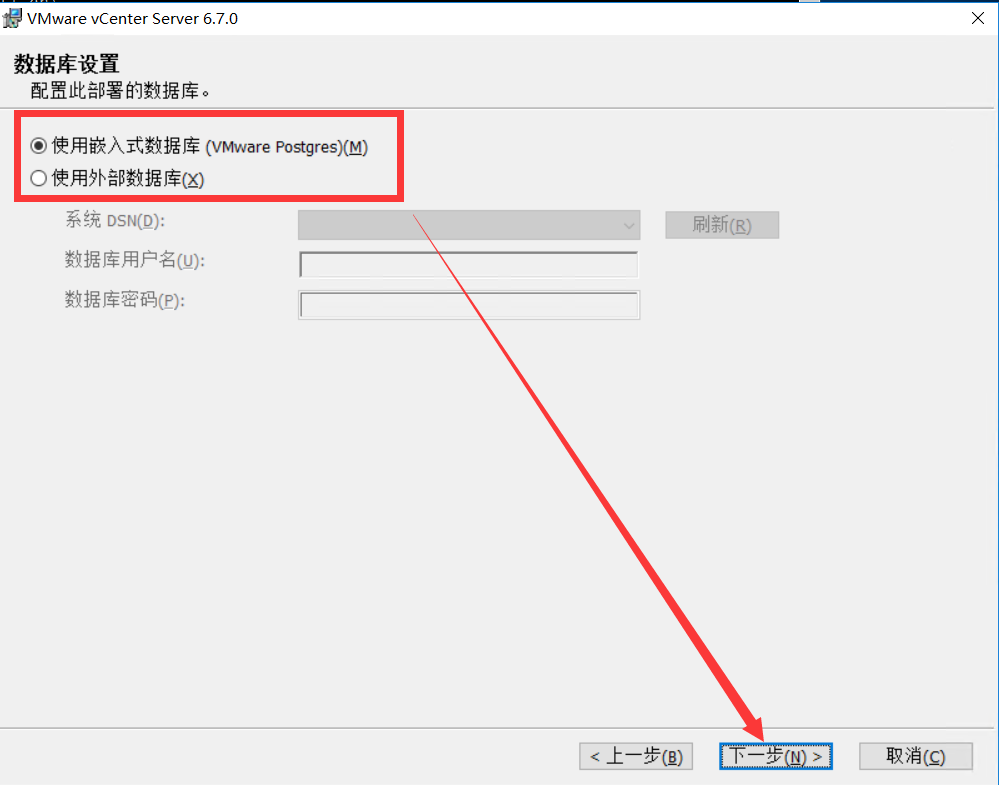 VMware vCenter Server 6.7.0
数据库设置
配置此部署的数据库。
使用嵌入式数据库 (VMware Postgres)(M)
使用外部数据库(X)
系统 DSN(D): 刷新(R)
数据库用户名(U):
数据库密码(P):
< 上一步(B) 下一步(N) > 取消(C)